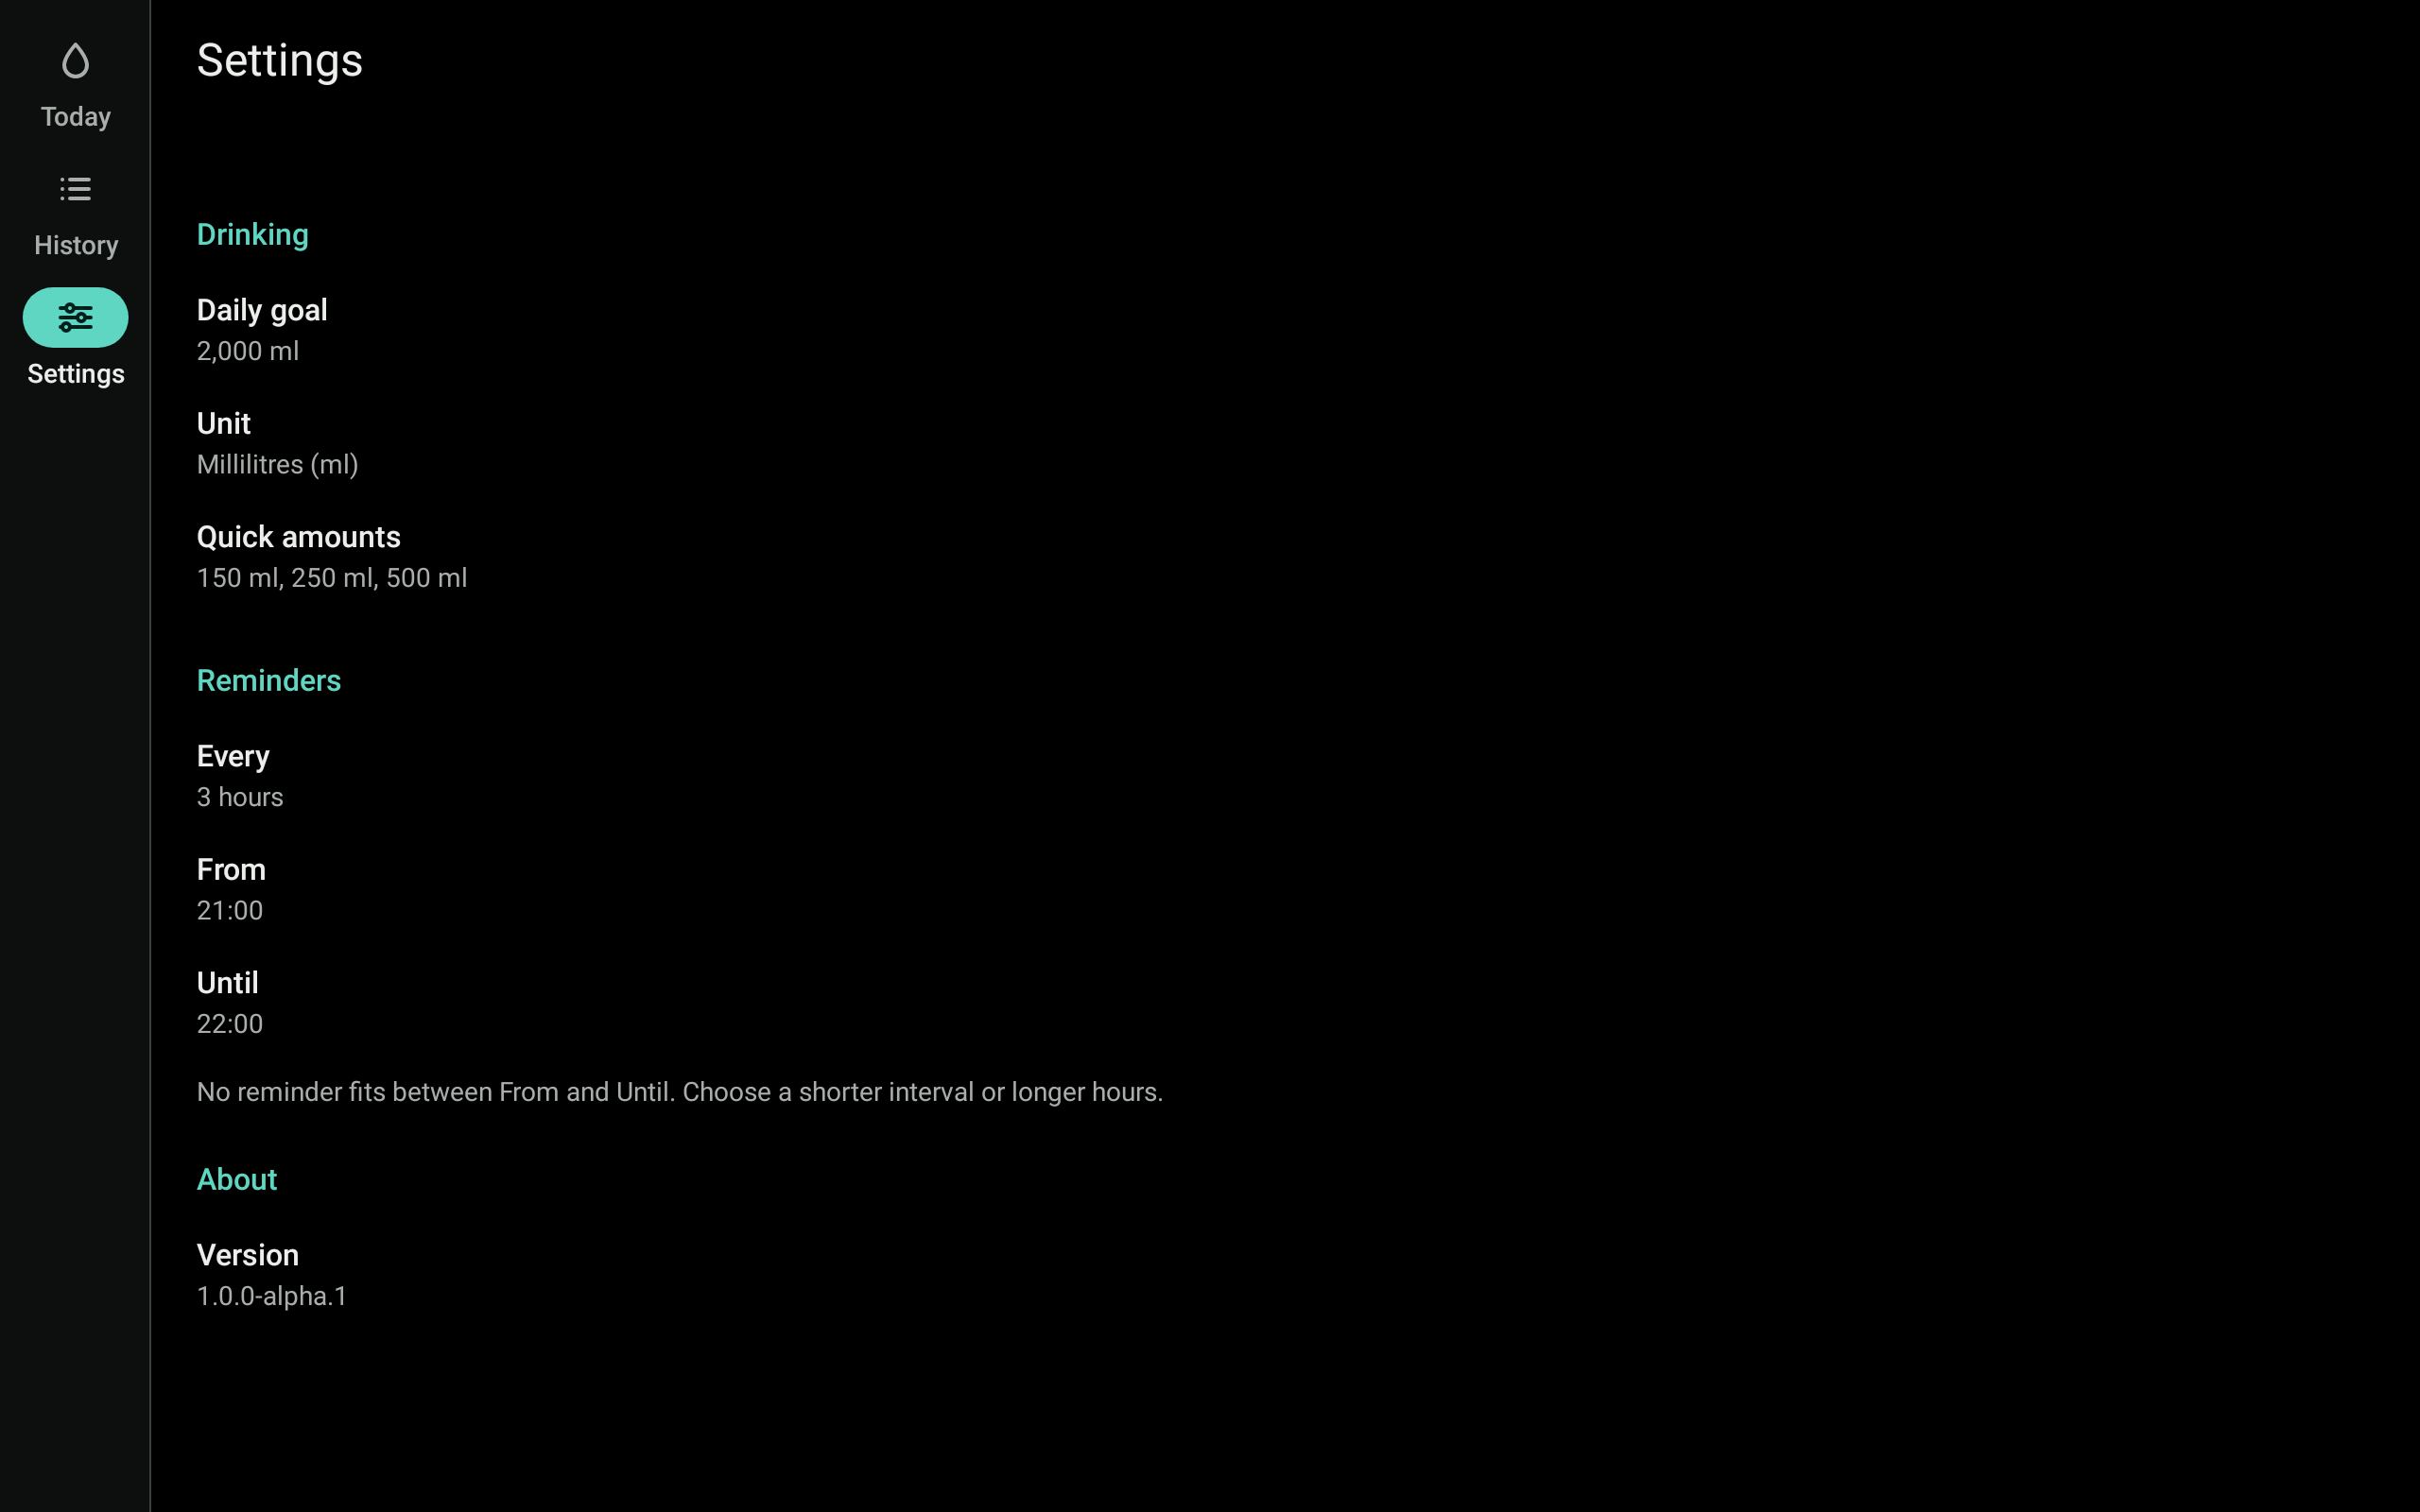 Today
History
Settings
Settings
Drinking
Daily goal
2,000 ml
Unit
Millilitres (ml)
Quick amounts
150 ml, 250 ml, 500 ml
Reminders
Every
3 hours
From
21:00
Until
22:00
No reminder fits between From and Until. Choose a shorter interval or longer hours.
About
Version
1.0.0-alpha.1